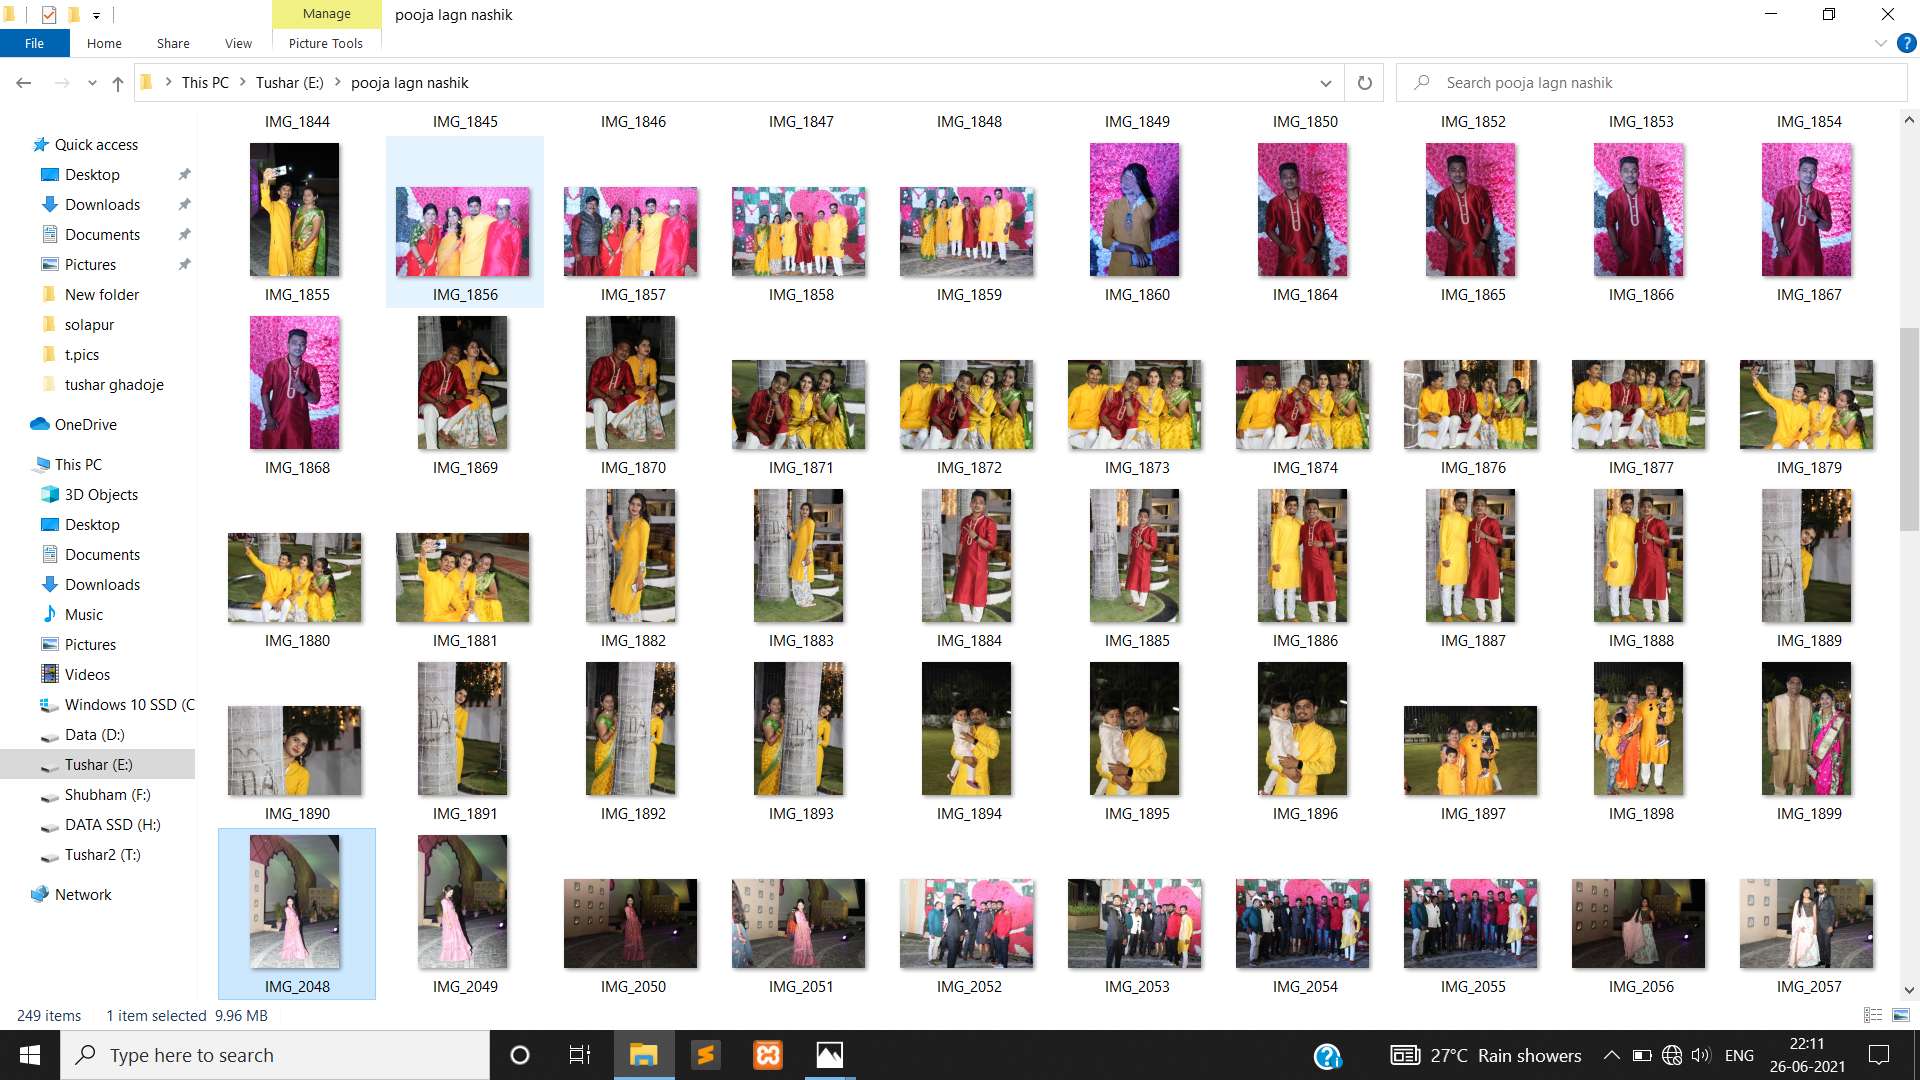 Manage
pooja lagn nashik
File
Home
Share
View
Picture Tools
This PC
Tushar (E:)
pooja lagn nashik
Search pooja lagn nashik
Quick access
Desktop
Downloads
Documents
Pictures
New folder
solapur
t.pics
tushar ghadoje
OneDrive
This PC
3D Objects
Desktop
Documents
Downloads
Music
Pictures
Videos
Windows 10 SSD (C
Data (D:)
Tushar (E:)
Shubham (F:)
DATA SSD (H:)
Tushar2 (T:)
Network
IMG_1844 IMG_1845 IMG_1846 IMG_1847 IMG_1848 IMG_1849 IMG_1850 IMG_1852 IMG_1853 IMG_1854
IMG_1855 IMG_1856 IMG_1857 IMG_1858 IMG_1859 IMG_1860 IMG_1864 IMG_1865 IMG_1866 IMG_1867
IMG_1868 IMG_1869 IMG_1870 IMG_1871 IMG_1872 IMG_1873 IMG_1874 IMG_1876 IMG_1877 IMG_1879
IMG_1880 IMG_1881 IMG_1882 IMG_1883 IMG_1884 IMG_1885 IMG_1886 IMG_1887 IMG_1888 IMG_1889
IMG_1890 IMG_1891 IMG_1892 IMG_1893 IMG_1894 IMG_1895 IMG_1896 IMG_1897 IMG_1898 IMG_1899
IMG_2048 IMG_2049 IMG_2050 IMG_2051 IMG_2052 IMG_2053 IMG_2054 IMG_2055 IMG_2056 IMG_2057
249 items
1 item selected 9.96 MB
Type here to search
27°C Rain showers
ENG
22:11
26-06-2021